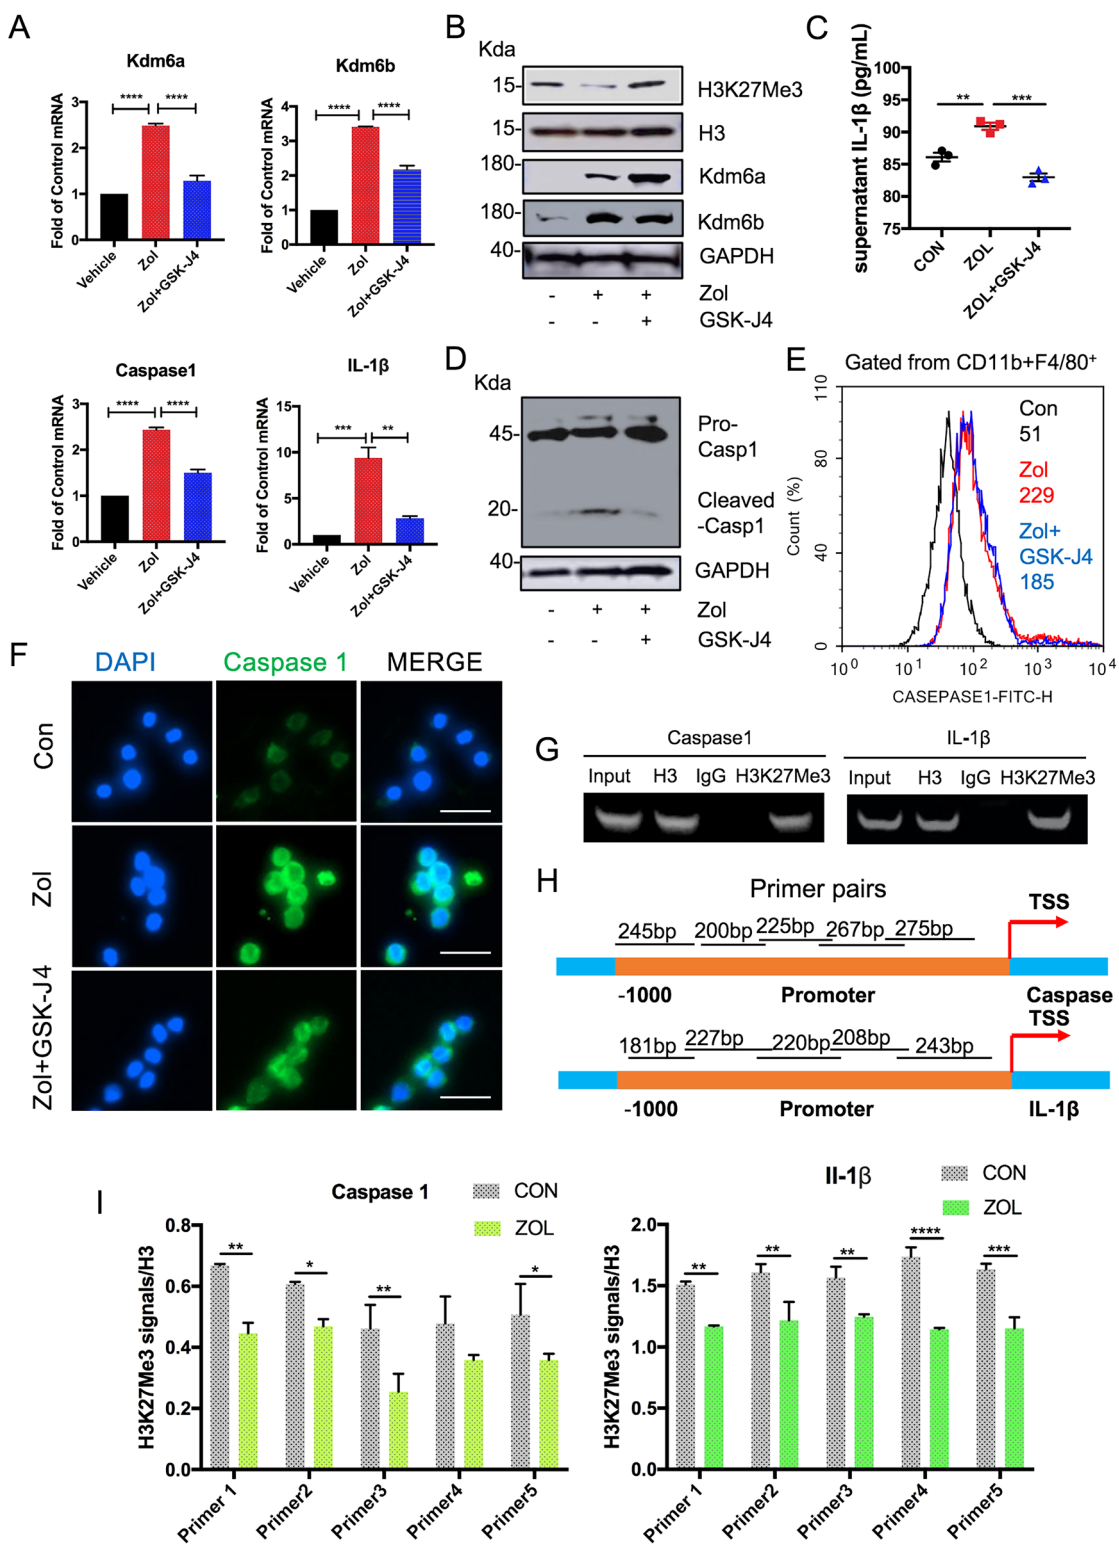 A
Kdm6a
Fold of Control mRNA
3
2
1
0
****
****
Vehicle
Zol
Zol+GSK-J4
Kdm6b
Fold of Control mRNA
4
3
2
1
0
****
****
Vehicle
Zol
Zol+GSK-J4
Caspase1
Fold of Control mRNA
3
2
1
0
****
****
Vehicle
Zol
Zol+GSK-J4
IL-1β
Fold of Control mRNA
15
10
5
0
***
**
Vehicle
Zol
Zol+GSK-J4
B
Kda
15-
H3K27Me3
15-
H3
180-
Kdm6a
180-
Kdm6b
40-
GAPDH
- + + Zol
- - + GSK-J4
C
supernatant IL-1β (pg/mL)
100
95
90
85
80
75
**
***
CON
ZOL
ZOL+GSK-J4
D
Kda
45-
Pro-
Casp1
20-
Cleaved
-Casp1
40-
GAPDH
- + + Zol
- - + GSK-J4
E
Gated from CD11b+F4/80⁺
Count (%)
110
80
40
0
Con
51
Zol
229
Zol+
GSK-J4
185
10⁰ 10¹ 10² 10³ 10⁴
CASEPASE1-FITC-H
F
DAPI Caspase 1 MERGE
Con
Zol
Zol+GSK-J4
G
Caspase1
Input H3 IgG H3K27Me3
IL-1β
Input H3 IgG H3K27Me3
H
Primer pairs
TSS
245bp 200bp 225bp 267bp 275bp
-1000 Promoter Caspase
TSS
181bp 227bp 220bp 208bp 243bp
-1000 Promoter IL-1β
I
Caspase 1
CON
ZOL
H3K27Me3 signals/H3
0.8
0.6
0.4
0.2
0.0
**
*
**
*
Primer 1
Primer2
Primer3
Primer4
Primer5
Il-1β
CON
ZOL
H3K27Me3 signals/H3
2.0
1.5
1.0
0.5
0.0
**
**
**
****
***
Primer 1
Primer2
Primer3
Primer4
Primer5